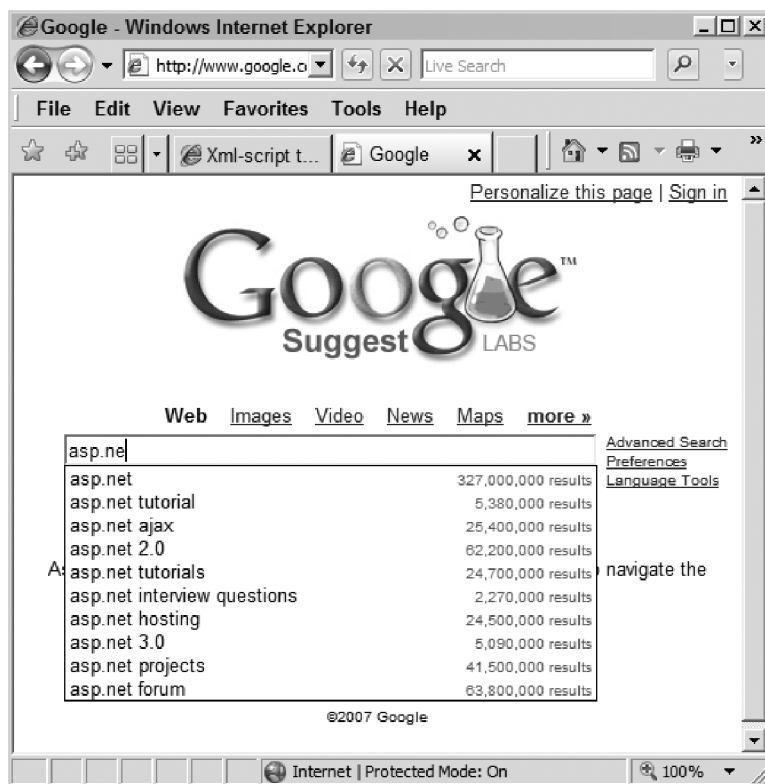 Google - Windows Internet Explorer
http://www.google.co
Live Search
File Edit View Favorites Tools Help
Xml-script t... Google
Personalize this page | Sign in
Google™
Suggest LABS
Web Images Video News Maps more »
asp.ne
Advanced Search
Preferences
Language Tools
asp.net 327,000,000 results
asp.net tutorial 5,380,000 results
asp.net ajax 25,400,000 results
asp.net 2.0 62,200,000 results
asp.net tutorials 24,700,000 results
navigate the
asp.net interview questions 2,270,000 results
asp.net hosting 24,500,000 results
asp.net 3.0 5,090,000 results
asp.net projects 41,500,000 results
asp.net forum 63,800,000 results
©2007 Google
Internet | Protected Mode: On 100%